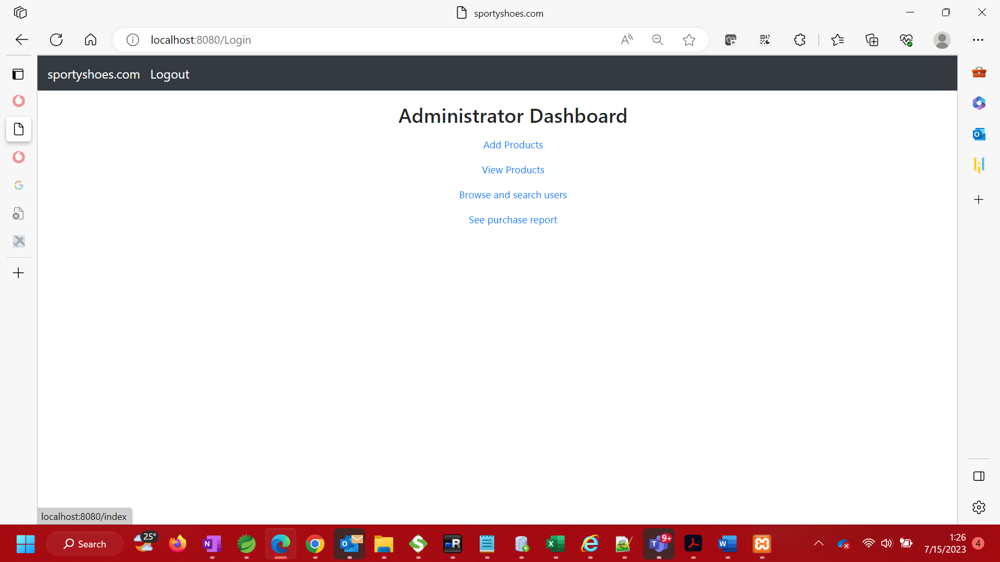 sportyshoes.com
localhost:8080/Login
sportyshoes.com Logout
Administrator Dashboard
Add Products
View Products
Browse and search users
See purchase report
localhost:8080/index
Search
25°
9+
1:26
7/15/2023
4